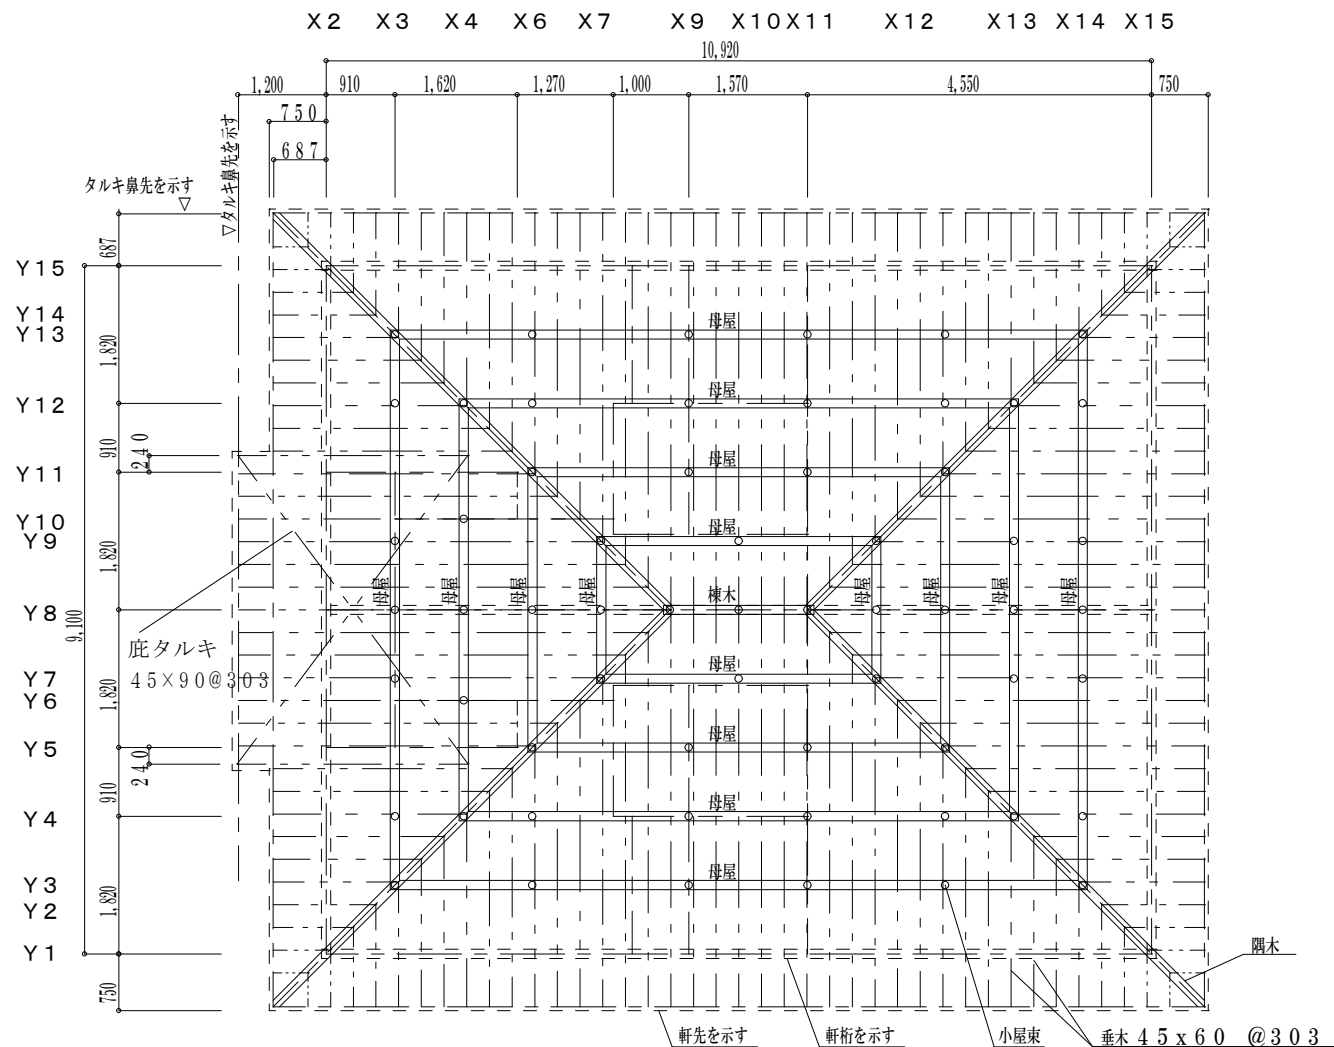 X2 X3 X4 X6 X7 X9 X10 X11 X12 X13 X14 X15
10,920
1,200 910 1,620 1,270 1,000 1,570 4,550 750
750
687
タルキ鼻先を示す
▽タルキ鼻先を示す
▽
687
Y15
Y14
Y13
母屋
1,820
Y12
母屋
910
240
Y11
母屋
Y10
Y9
母屋
1,820
母屋 母屋 母屋 母屋 棟木 母屋 母屋 母屋 母屋
Y8
9,100
庇タルキ
45×90@303
Y7
母屋
1,820
Y6
Y5
母屋
240
910
Y4
母屋
Y3
母屋
1,820
Y2
Y1
隅木
750
軒先を示す 軒桁を示す 小屋束 垂木 45x60 @303